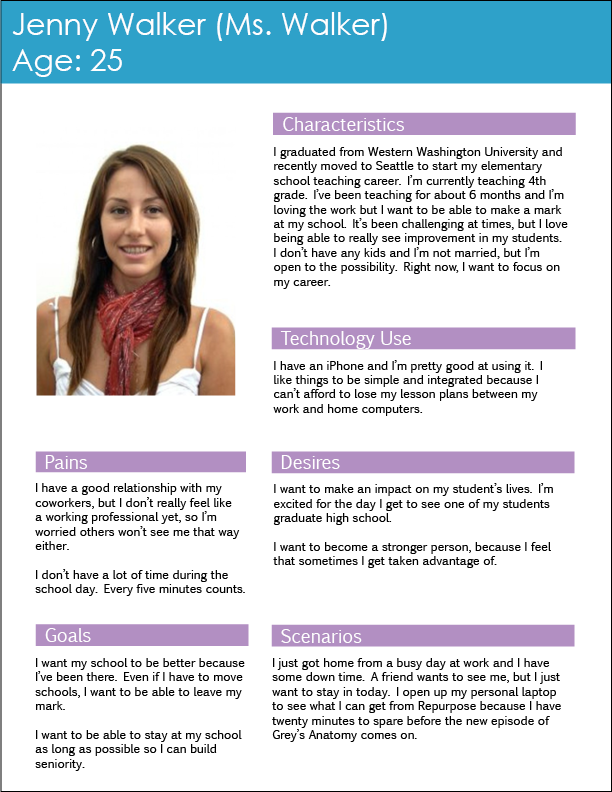 Jenny Walker (Ms. Walker)
Age: 25
Characteristics
I graduated from Western Washington University and
recently moved to Seattle to start my elementary
school teaching career. I'm currently teaching 4th
grade. I've been teaching for about 6 months and I'm
loving the work but I want to be able to make a mark
at my school. It's been challenging at times, but I love
being able to really see improvement in my students.
I don't have any kids and I'm not married, but I'm
open to the possibility. Right now, I want to focus on
my career.
Technology Use
I have an iPhone and I'm pretty good at using it. I
like things to be simple and integrated because I
can't afford to lose my lesson plans between my
work and home computers.
Pains
I have a good relationship with my
coworkers, but I don't really feel like
a working professional yet, so I'm
worried others won't see me that way
either.
I don't have a lot of time during the
school day. Every five minutes counts.
Desires
I want to make an impact on my student's lives. I'm
excited for the day I get to see one of my students
graduate high school.
I want to become a stronger person, because I feel
that sometimes I get taken advantage of.
Goals
I want my school to be better because
I've been there. Even if I have to move
schools, I want to be able to leave my
mark.
I want to be able to stay at my school
as long as possible so I can build
seniority.
Scenarios
I just got home from a busy day at work and I have
some down time. A friend wants to see me, but I just
want to stay in today. I open up my personal laptop
to see what I can get from Repurpose because I have
twenty minutes to spare before the new episode of
Grey's Anatomy comes on.